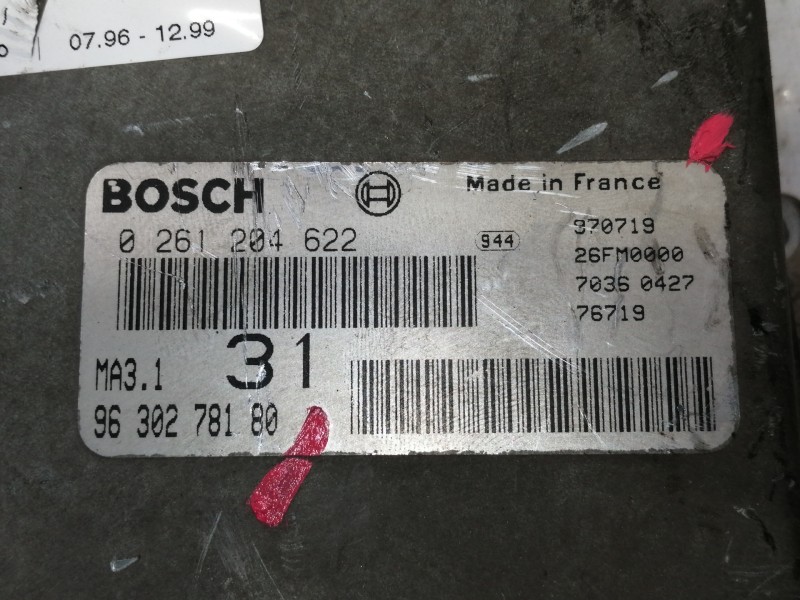 07.96 - 12.99
BOSCH
Made in France
0 261 204 622
944
970719
26FM0000
7036 0427
76719
MA3.1
31
96 302 781 80